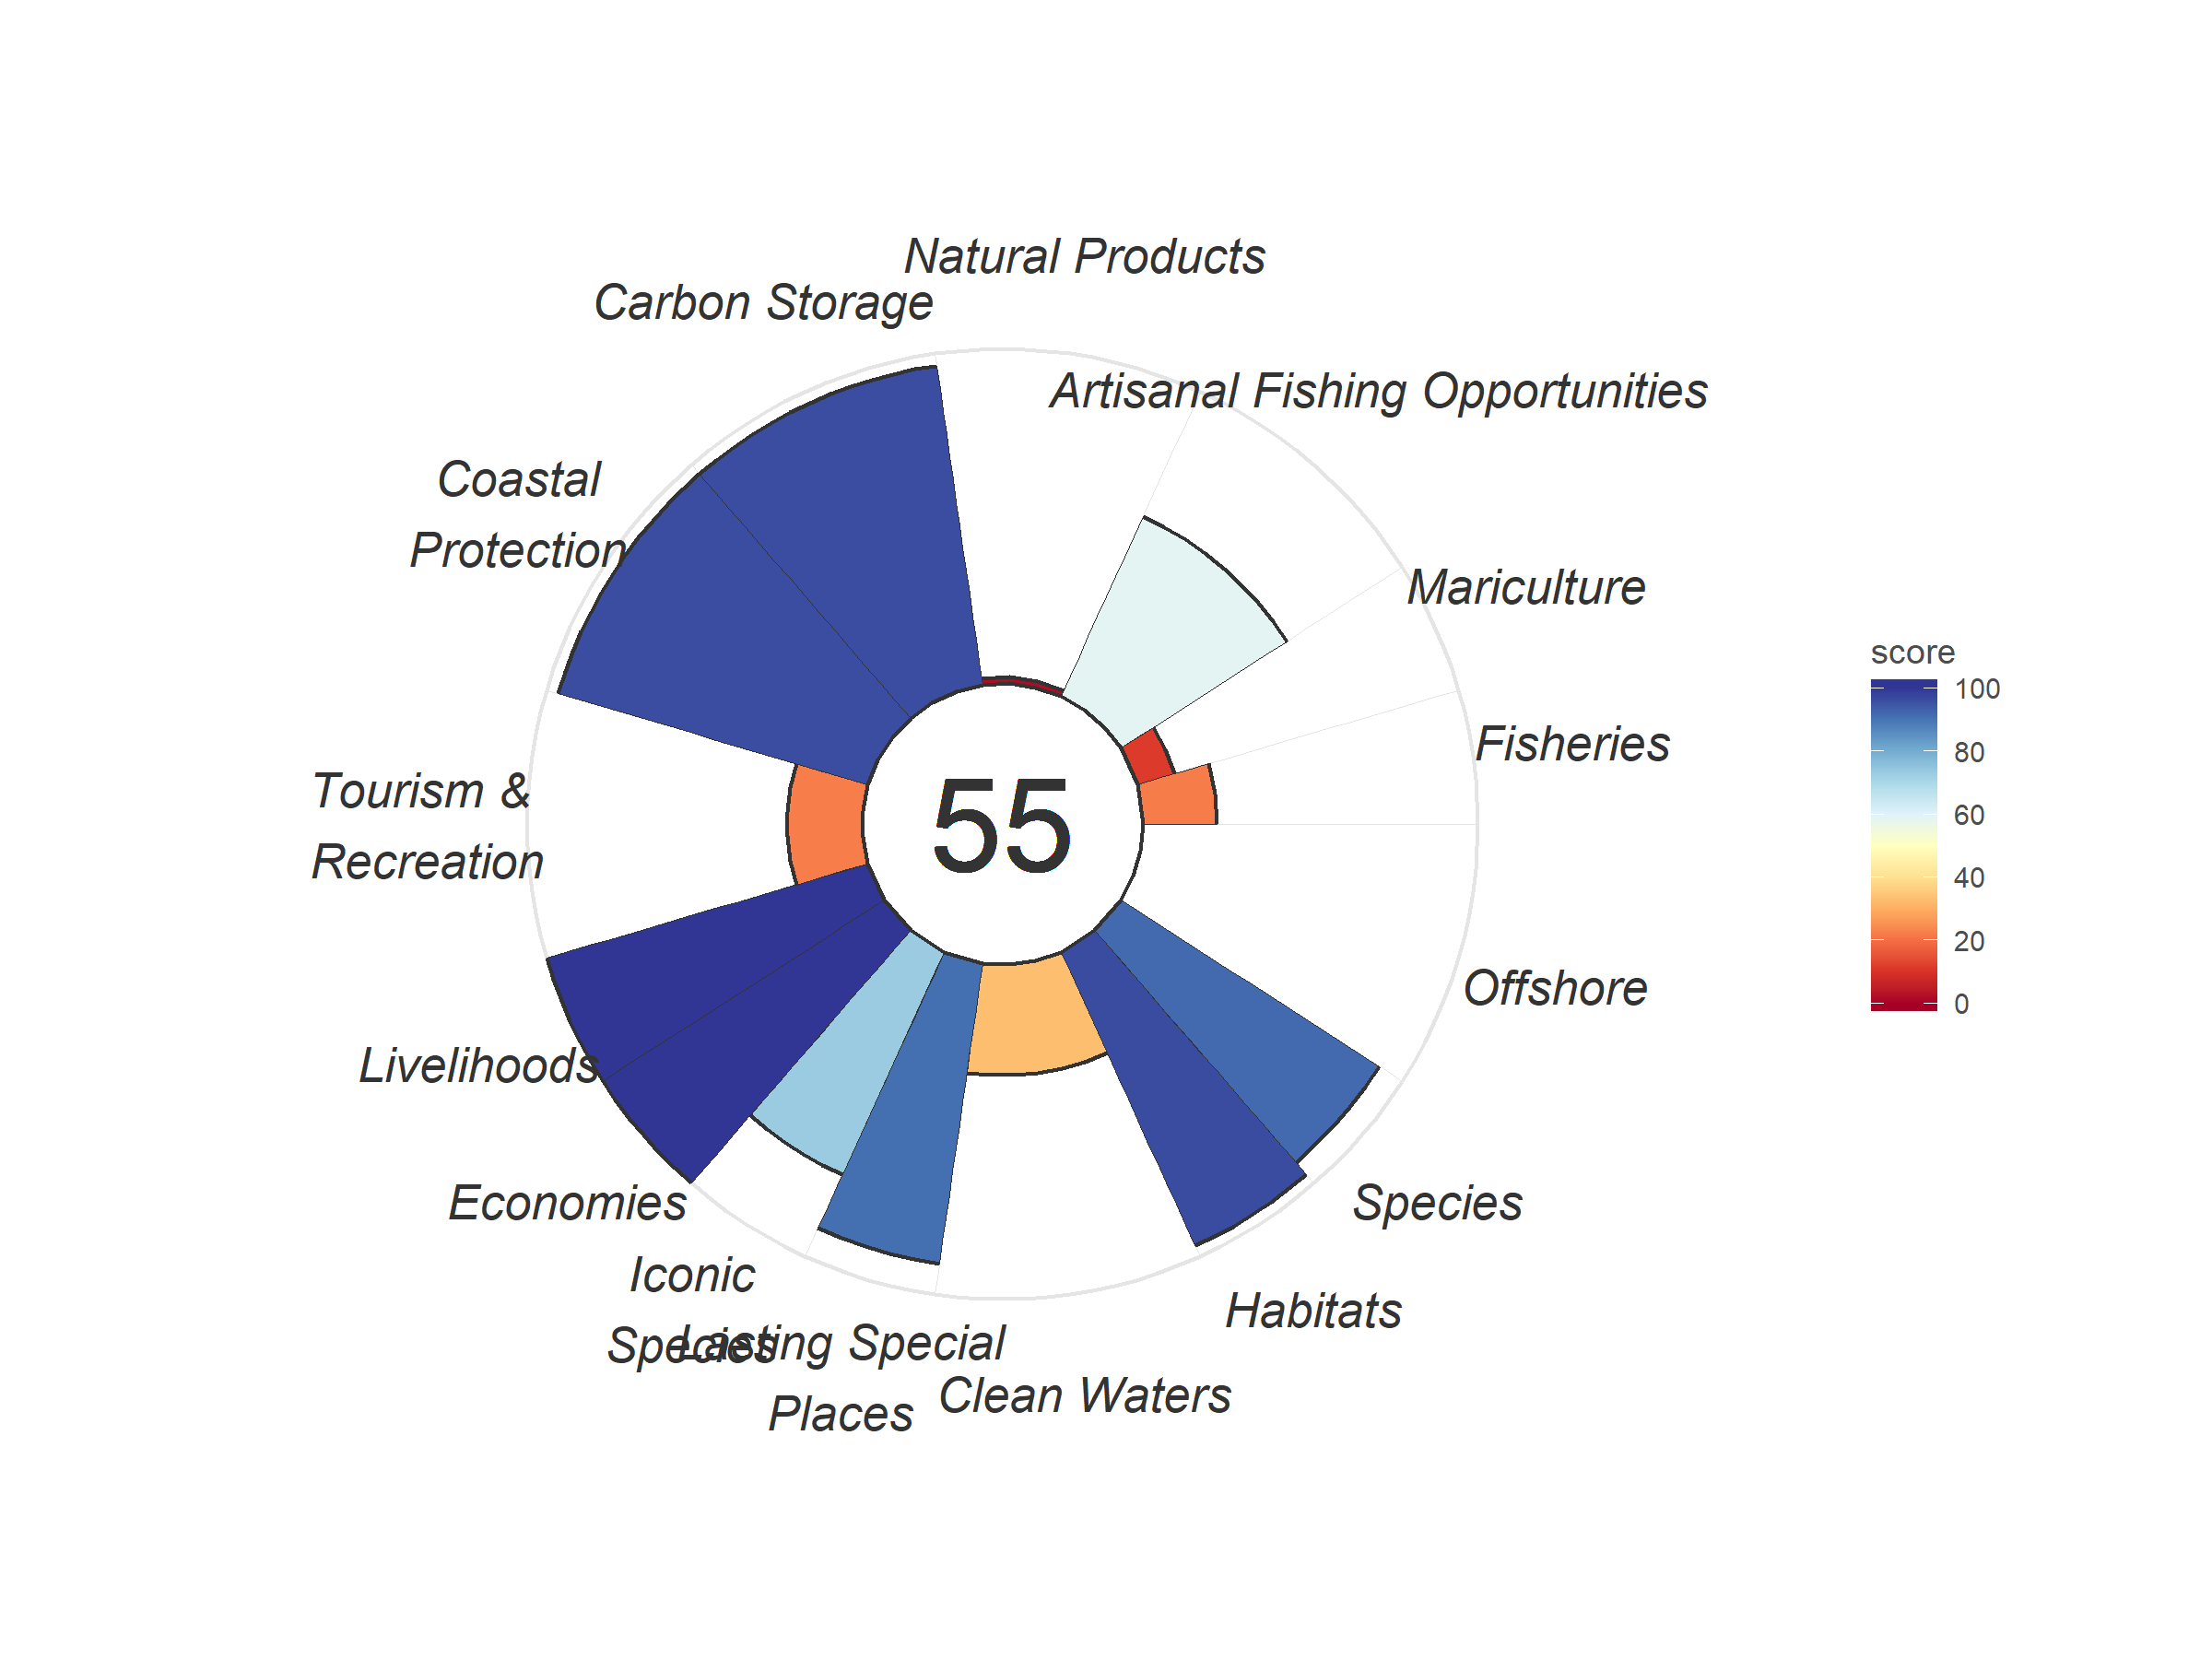 Natural Products
Carbon Storage
Artisanal Fishing Opportunities
Coastal
Protection
Mariculture
Fisheries
Tourism &
Recreation
55
Offshore
Livelihoods
Economies
Species
Iconic
Species
Habitats
Lasting Special
Places
Clean Waters
score
100
80
60
40
20
0